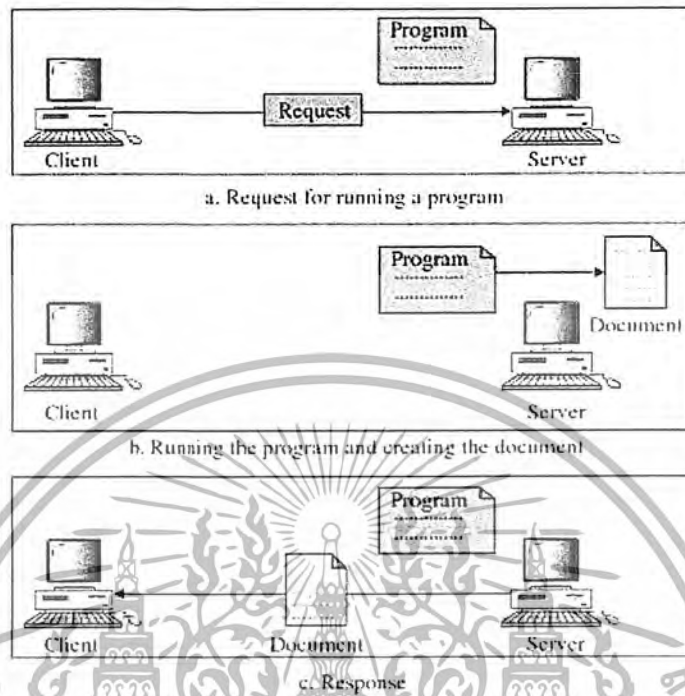 Program
Request
Client
Server
a. Request for running a program
Program
Document
Client
Server
b. Running the program and creating the document
Program
Client
Document
Server
c. Response